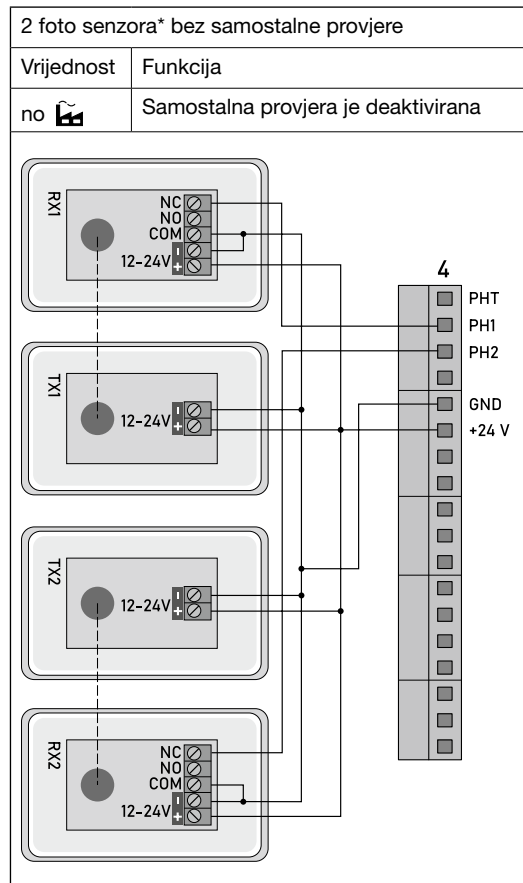 2 foto senzora* bez samostalne provjere
Vrijednost Funkcija
no Samostalna provjera je deaktivirana
RX1
NC
NO
COM
-
12-24V
+
TX1
-
12-24V
+
TX2
-
12-24V
+
RX2
NC
NO
COM
-
12-24V
+
4
PHT
PH1
PH2
GND
+24 V